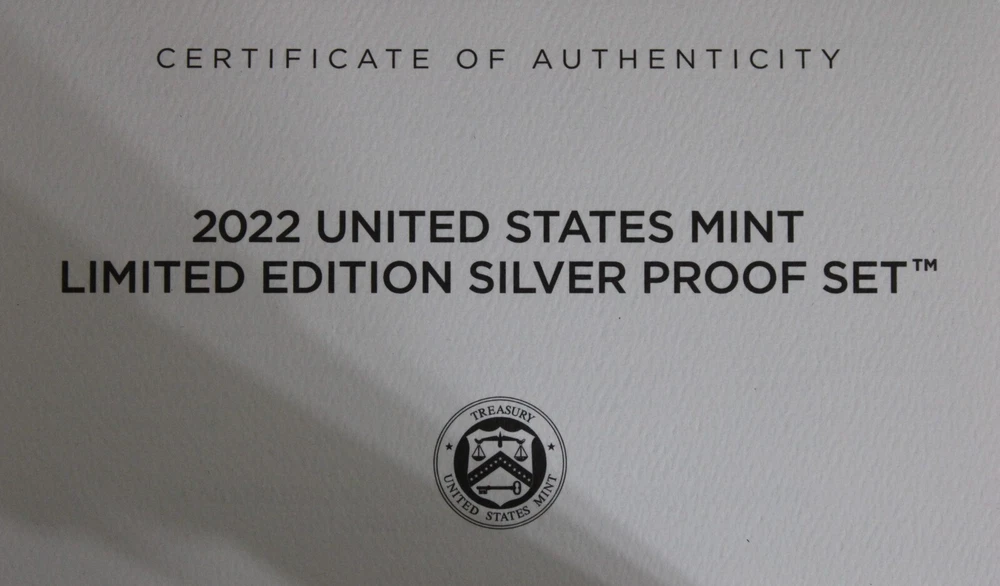 CERTIFICATE OF AUTHENTICITY
2022 UNITED STATES MINT
LIMITED EDITION SILVER PROOF SET™
TREASURY
UNITED STATES MINT